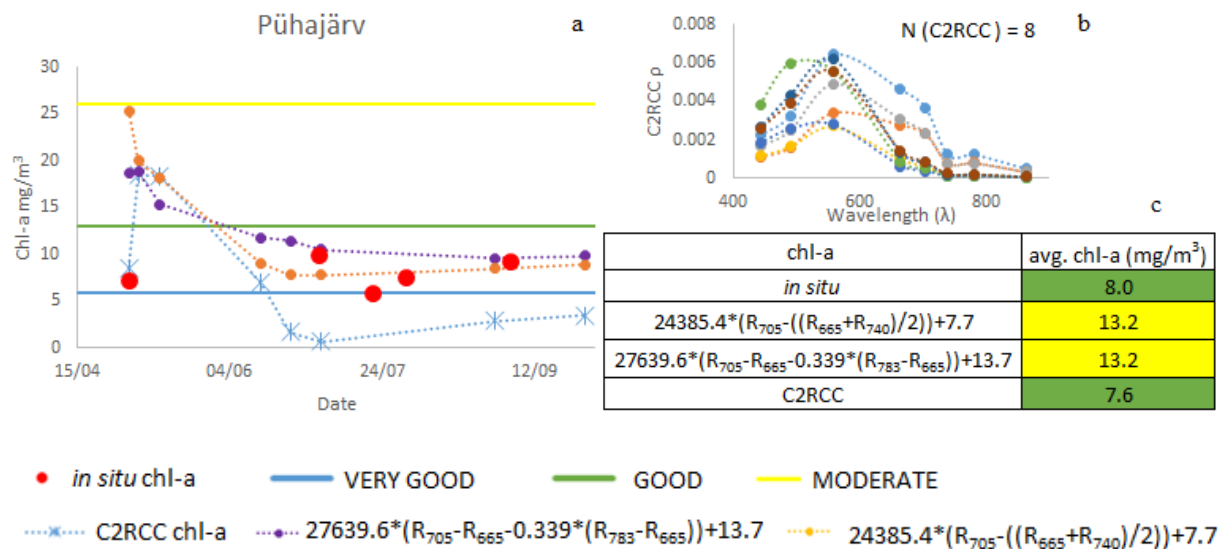 Pühajärv
a
30
25
20
15
10
5
0
Chl-a mg/m³
15/04 04/06 24/07 12/09
Date
N (C2RCC) = 8
b
0.008
0.006
0.004
0.002
0
C2RCC ρ
400 600 800
Wavelength (λ)
c
chl-a avg. chl-a (mg/m³)
in situ 8.0
24385.4*(R₇₀₅-((R₆₆₅+R₇₄₀)/2))+7.7 13.2
27639.6*(R₇₀₅-R₆₆₅-0.339*(R₇₈₃-R₆₆₅))+13.7 13.2
C2RCC 7.6
in situ chl-a VERY GOOD GOOD MODERATE
C2RCC chl-a 27639.6*(R₇₀₅-R₆₆₅-0.339*(R₇₈₃-R₆₆₅))+13.7 24385.4*(R₇₀₅-((R₆₆₅+R₇₄₀)/2))+7.7